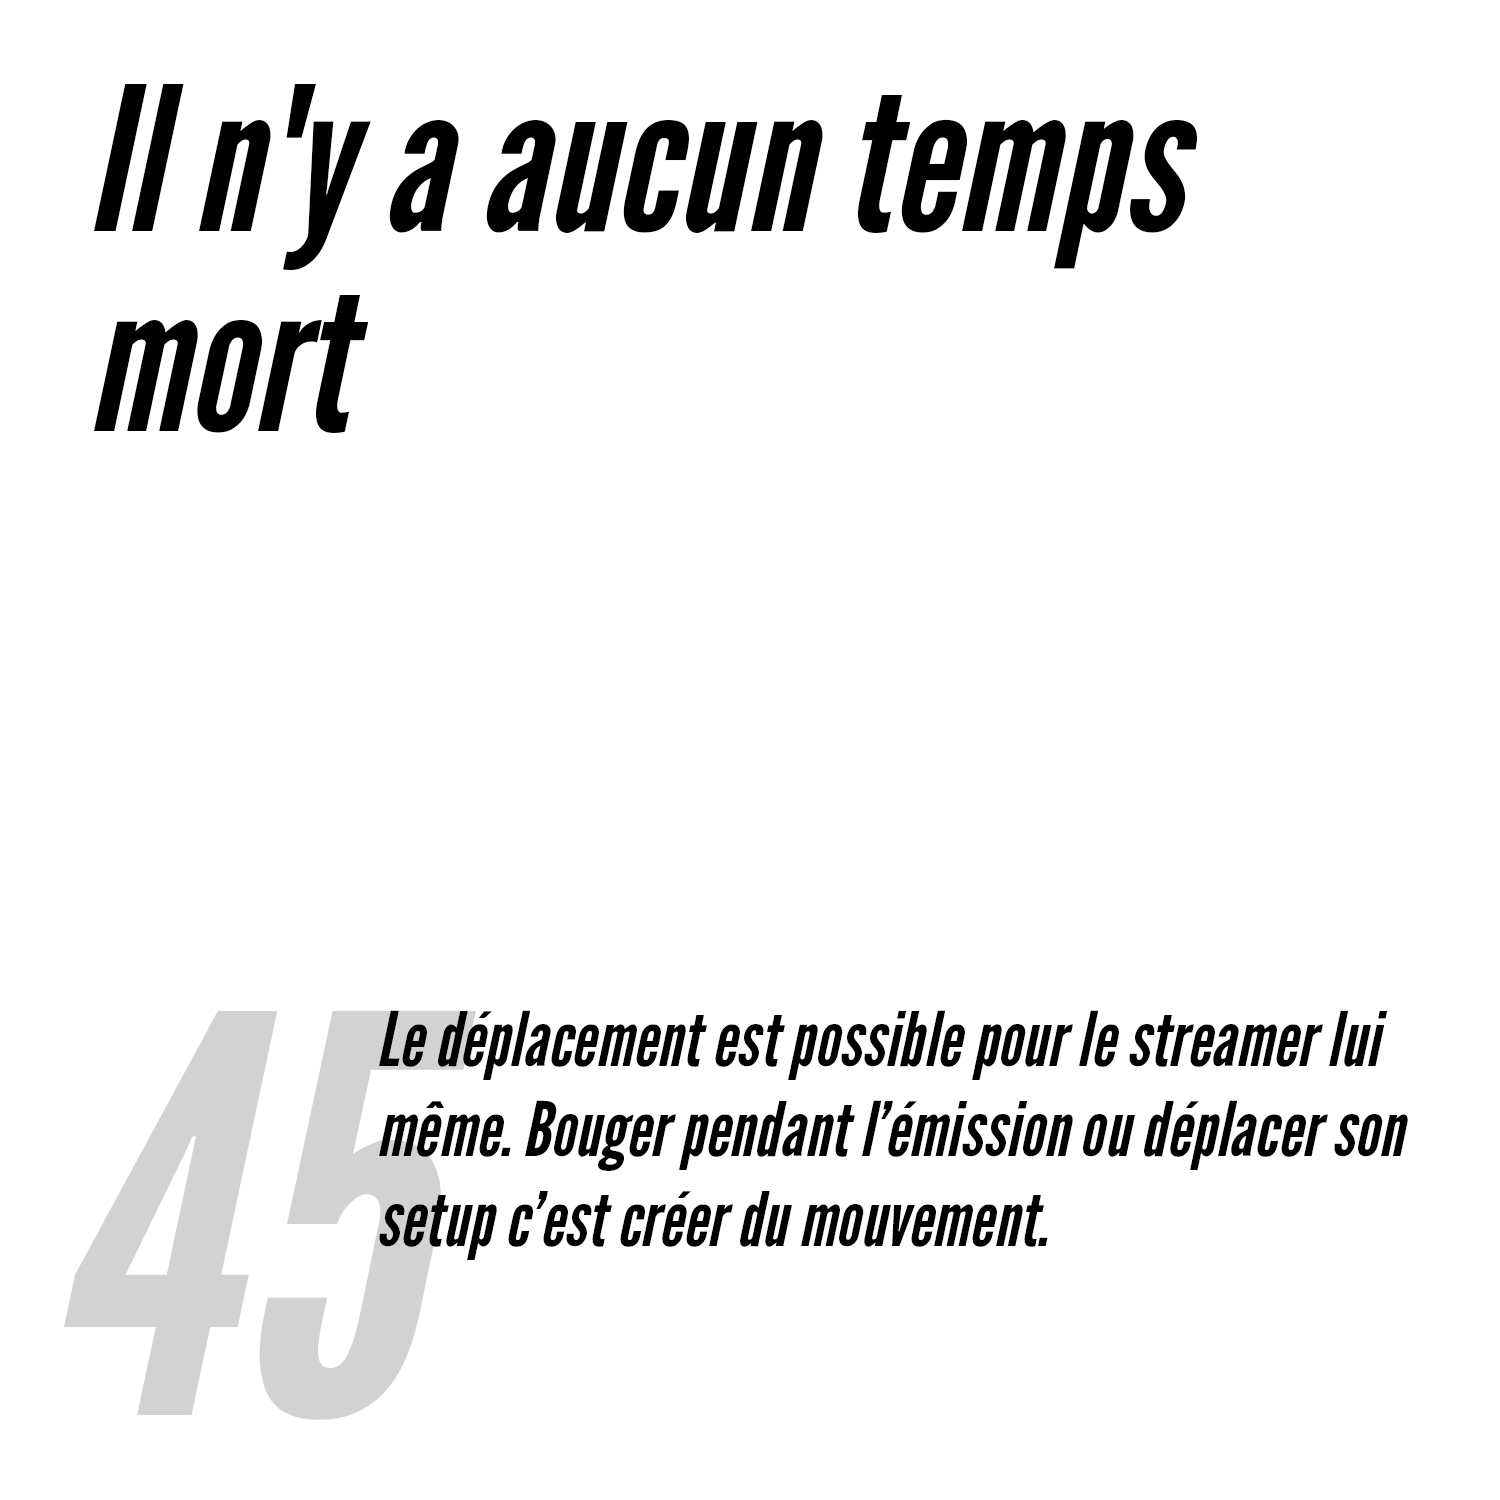 Il n'y a aucun temps
mort
45
Le déplacement est possible pour le streamer lui
même. Bouger pendant l’émission ou déplacer son
setup c’est créer du mouvement.